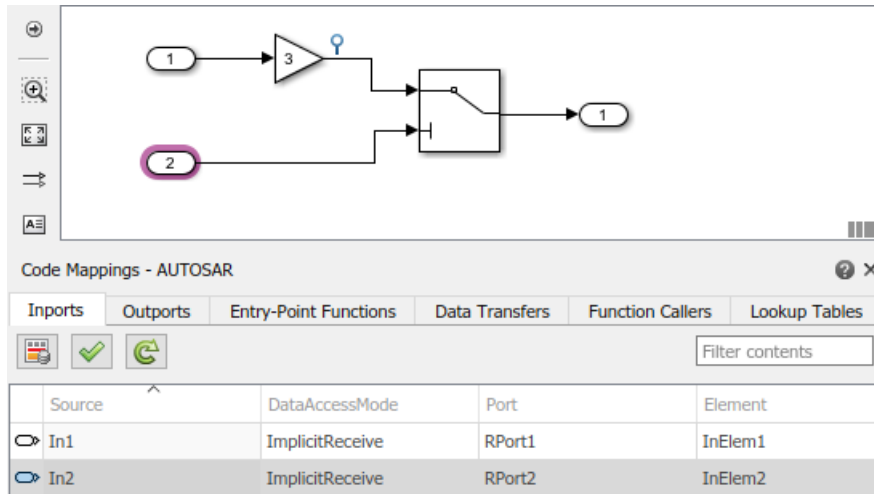 1
3
1
2
A
Code Mappings - AUTOSAR
Inports Outports Entry-Point Functions Data Transfers Function Callers Lookup Tables
Filter contents
Source DataAccessMode Port Element
In1 ImplicitReceive RPort1 InElem1
In2 ImplicitReceive RPort2 InElem2